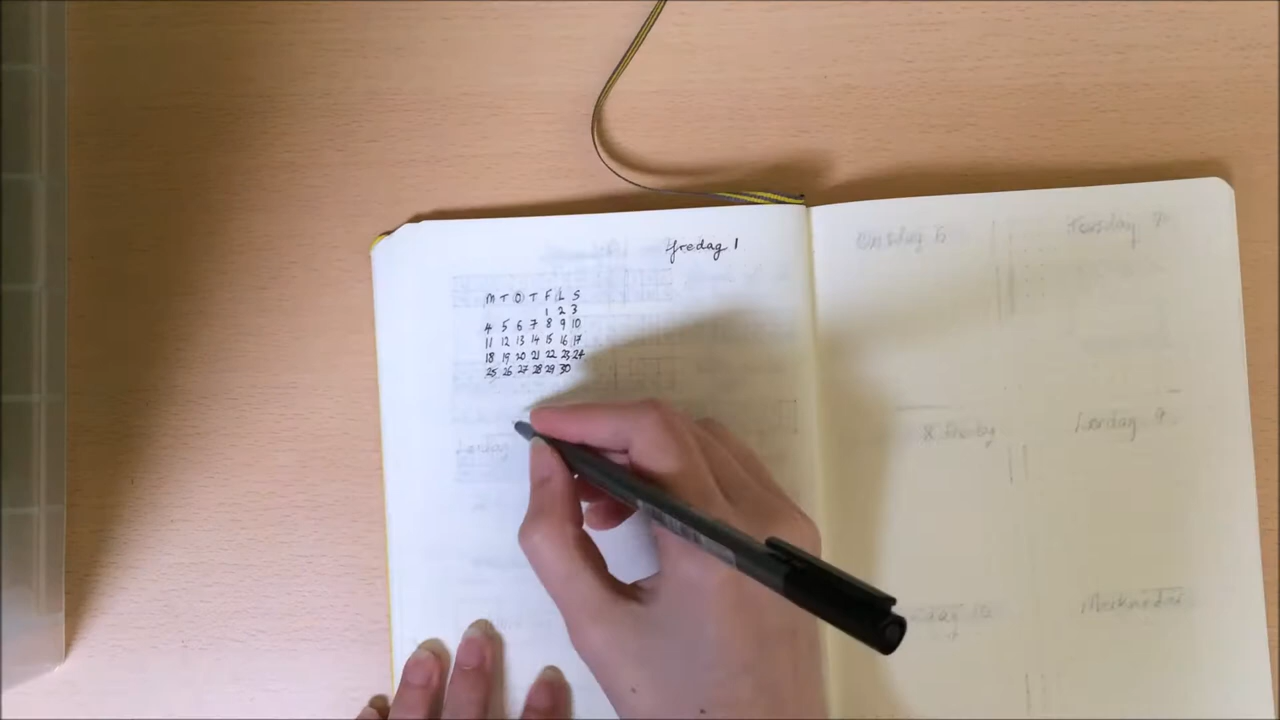 fredag 1
M T O T F L S
1 2 3
4 5 6 7 8 9 10
11 12 13 14 15 16 17
18 19 20 21 22 23 24
25 26 27 28 29 30
Lørdag
Onsdag 6
Torsdag 7
Lørdag 9